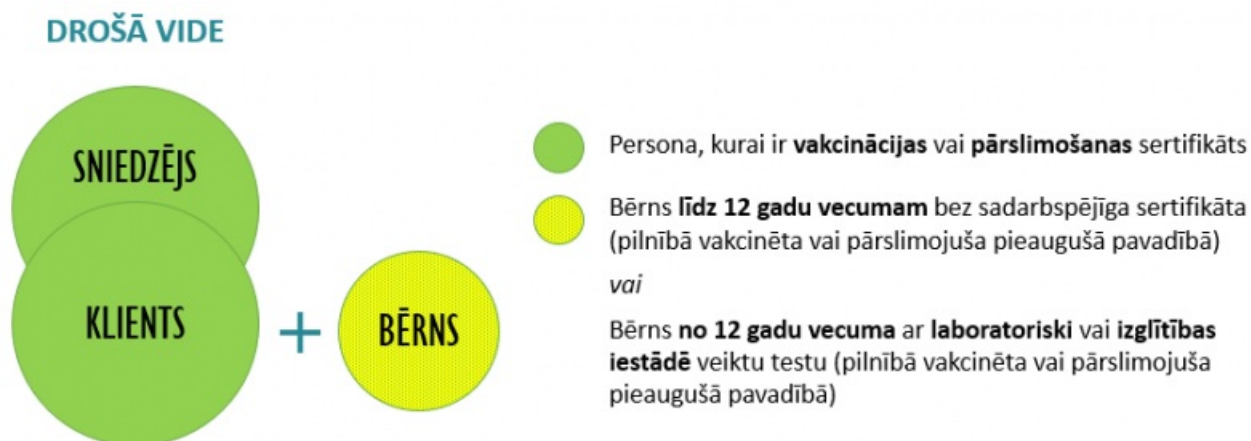 DROŠĀ VIDE
SNIEDZĒJS
KLIENTS
+
BĒRNS
Persona, kurai ir vakcinācijas vai pārslimošanas sertifikāts
Bērns līdz 12 gadu vecumam bez sadarbspējīga sertifikāta
(pilnībā vakcinēta vai pārslimojuša pieaugušā pavadībā)
vai
Bērns no 12 gadu vecuma ar laboratoriski vai izglītības
iestādē veiktu testu (pilnībā vakcinēta vai pārslimojuša
pieaugušā pavadībā)